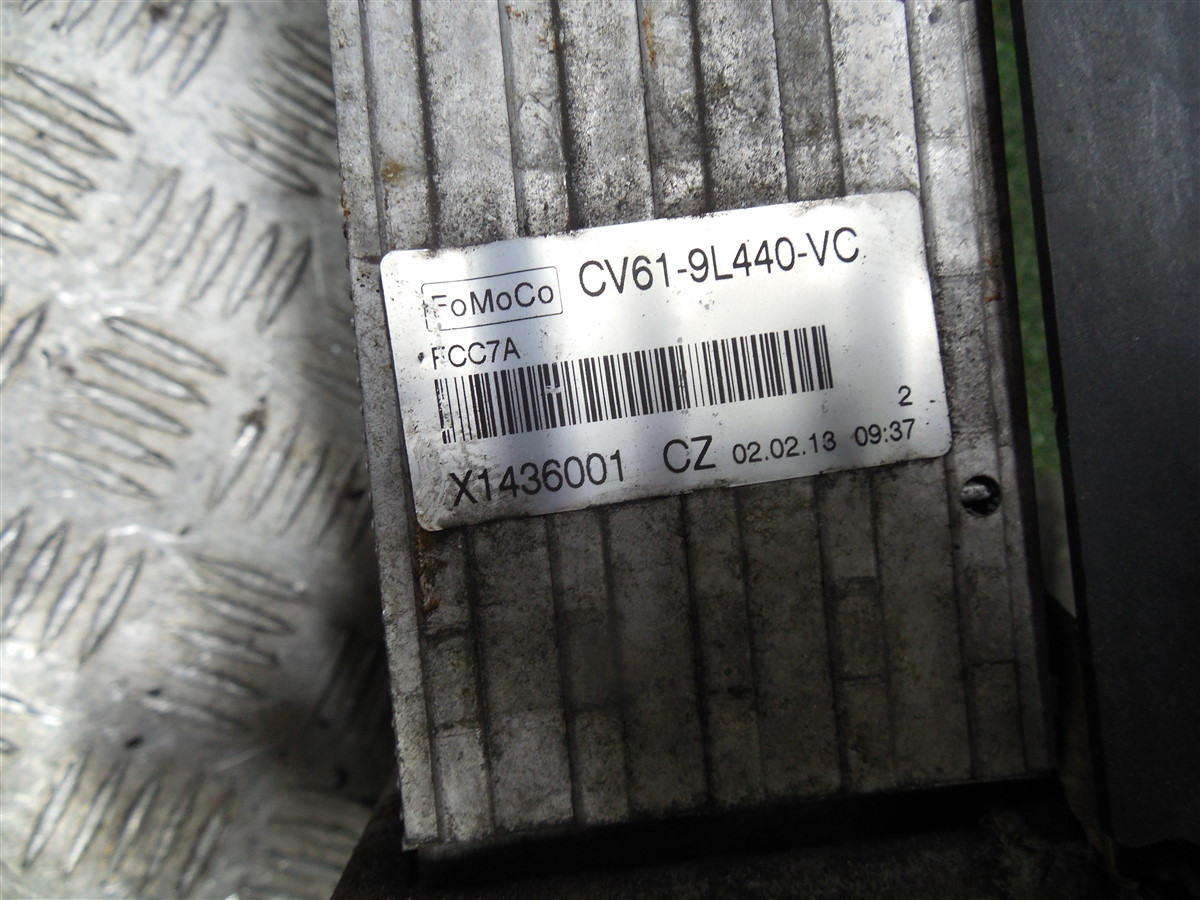 FoMoCo CV61-9L440-VC
FCC7A
2
X1436001 CZ 02.02.13 09:37